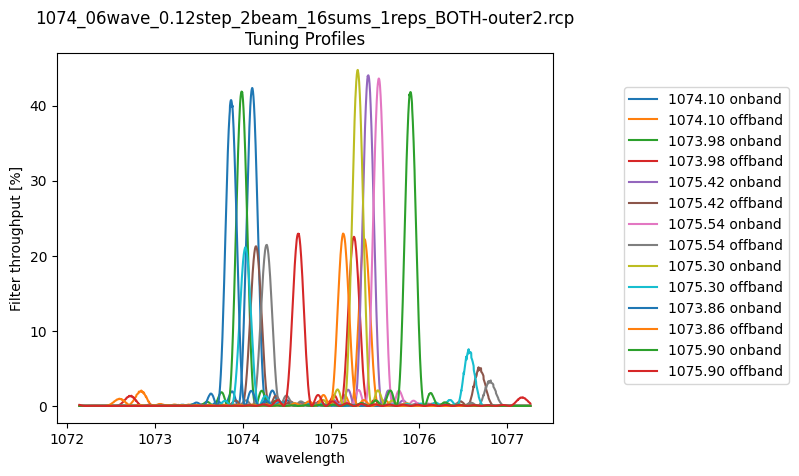 1074_06wave_0.12step_2beam_16sums_1reps_BOTH-outer2.rcp
Tuning Profiles
Filter throughput [%]
40
30
20
10
0
1072 1073 1074 1075 1076 1077
wavelength
1074.10 onband
1074.10 offband
1073.98 onband
1073.98 offband
1075.42 onband
1075.42 offband
1075.54 onband
1075.54 offband
1075.30 onband
1075.30 offband
1073.86 onband
1073.86 offband
1075.90 onband
1075.90 offband